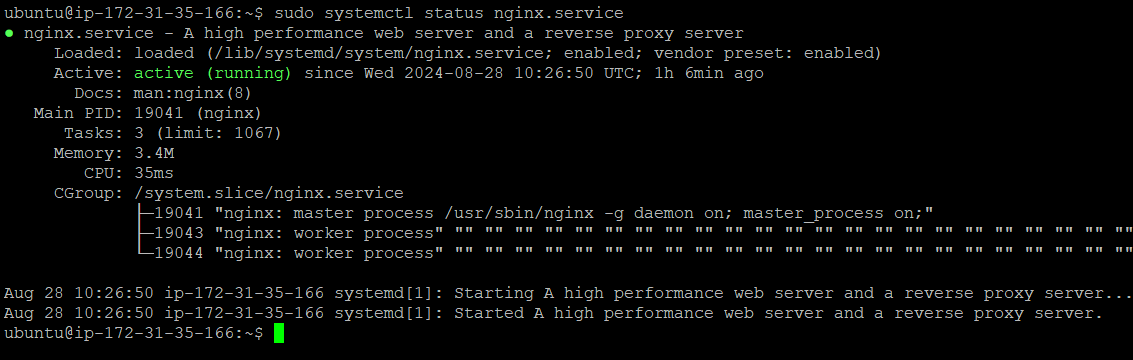 ubuntu@ip-172-31-35-166:~$ sudo systemctl status nginx.service
● nginx.service - A high performance web server and a reverse proxy server
     Loaded: loaded (/lib/systemd/system/nginx.service; enabled; vendor preset: enabled)
     Active: active (running) since Wed 2024-08-28 10:26:50 UTC; 1h 6min ago
       Docs: man:nginx(8)
   Main PID: 19041 (nginx)
      Tasks: 3 (limit: 1067)
     Memory: 3.4M
        CPU: 35ms
     CGroup: /system.slice/nginx.service
             ├─19041 "nginx: master process /usr/sbin/nginx -g daemon on; master_process on;"
             ├─19043 "nginx: worker process" "" "" "" "" "" "" "" "" "" "" "" "" "" "" "" "" "" "" "" "" "" "" ""
             └─19044 "nginx: worker process" "" "" "" "" "" "" "" "" "" "" "" "" "" "" "" "" "" "" "" "" "" "" ""

Aug 28 10:26:50 ip-172-31-35-166 systemd[1]: Starting A high performance web server and a reverse proxy server...
Aug 28 10:26:50 ip-172-31-35-166 systemd[1]: Started A high performance web server and a reverse proxy server.
ubuntu@ip-172-31-35-166:~$